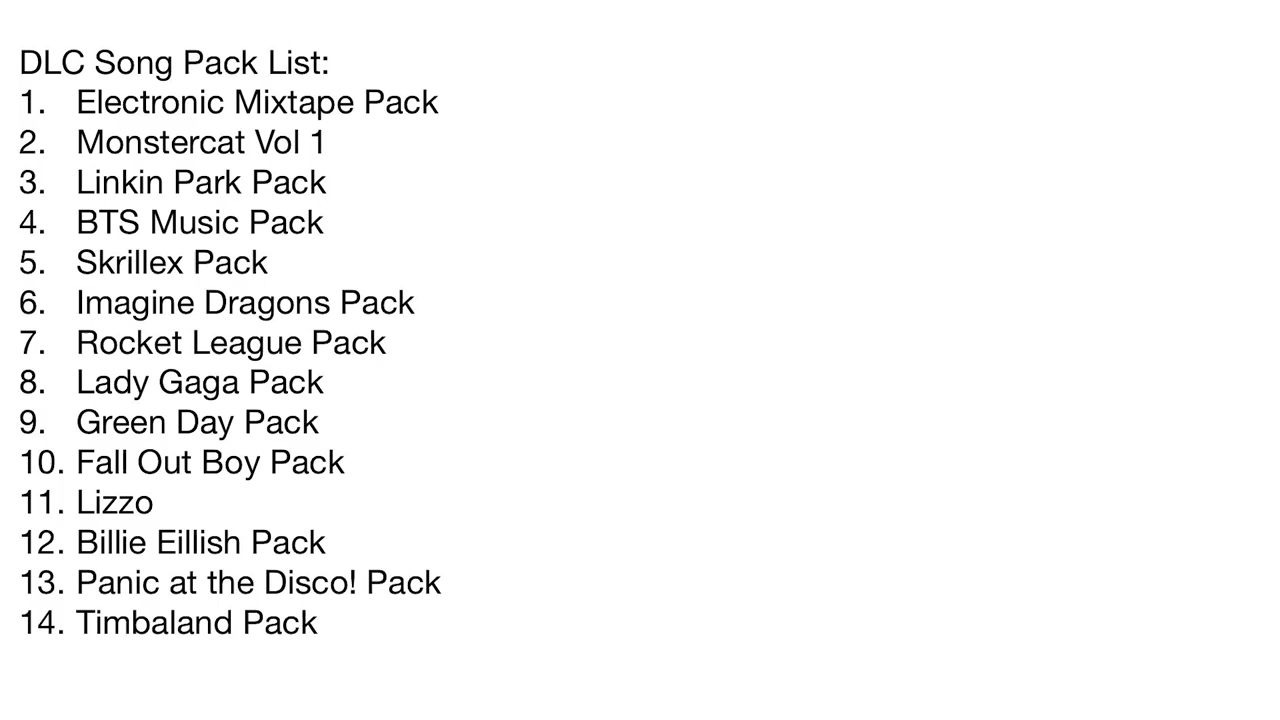 DLC Song Pack List:
1. Electronic Mixtape Pack
2. Monstercat Vol 1
3. Linkin Park Pack
4. BTS Music Pack
5. Skrillex Pack
6. Imagine Dragons Pack
7. Rocket League Pack
8. Lady Gaga Pack
9. Green Day Pack
10. Fall Out Boy Pack
11. Lizzo
12. Billie Eillish Pack
13. Panic at the Disco! Pack
14. Timbaland Pack